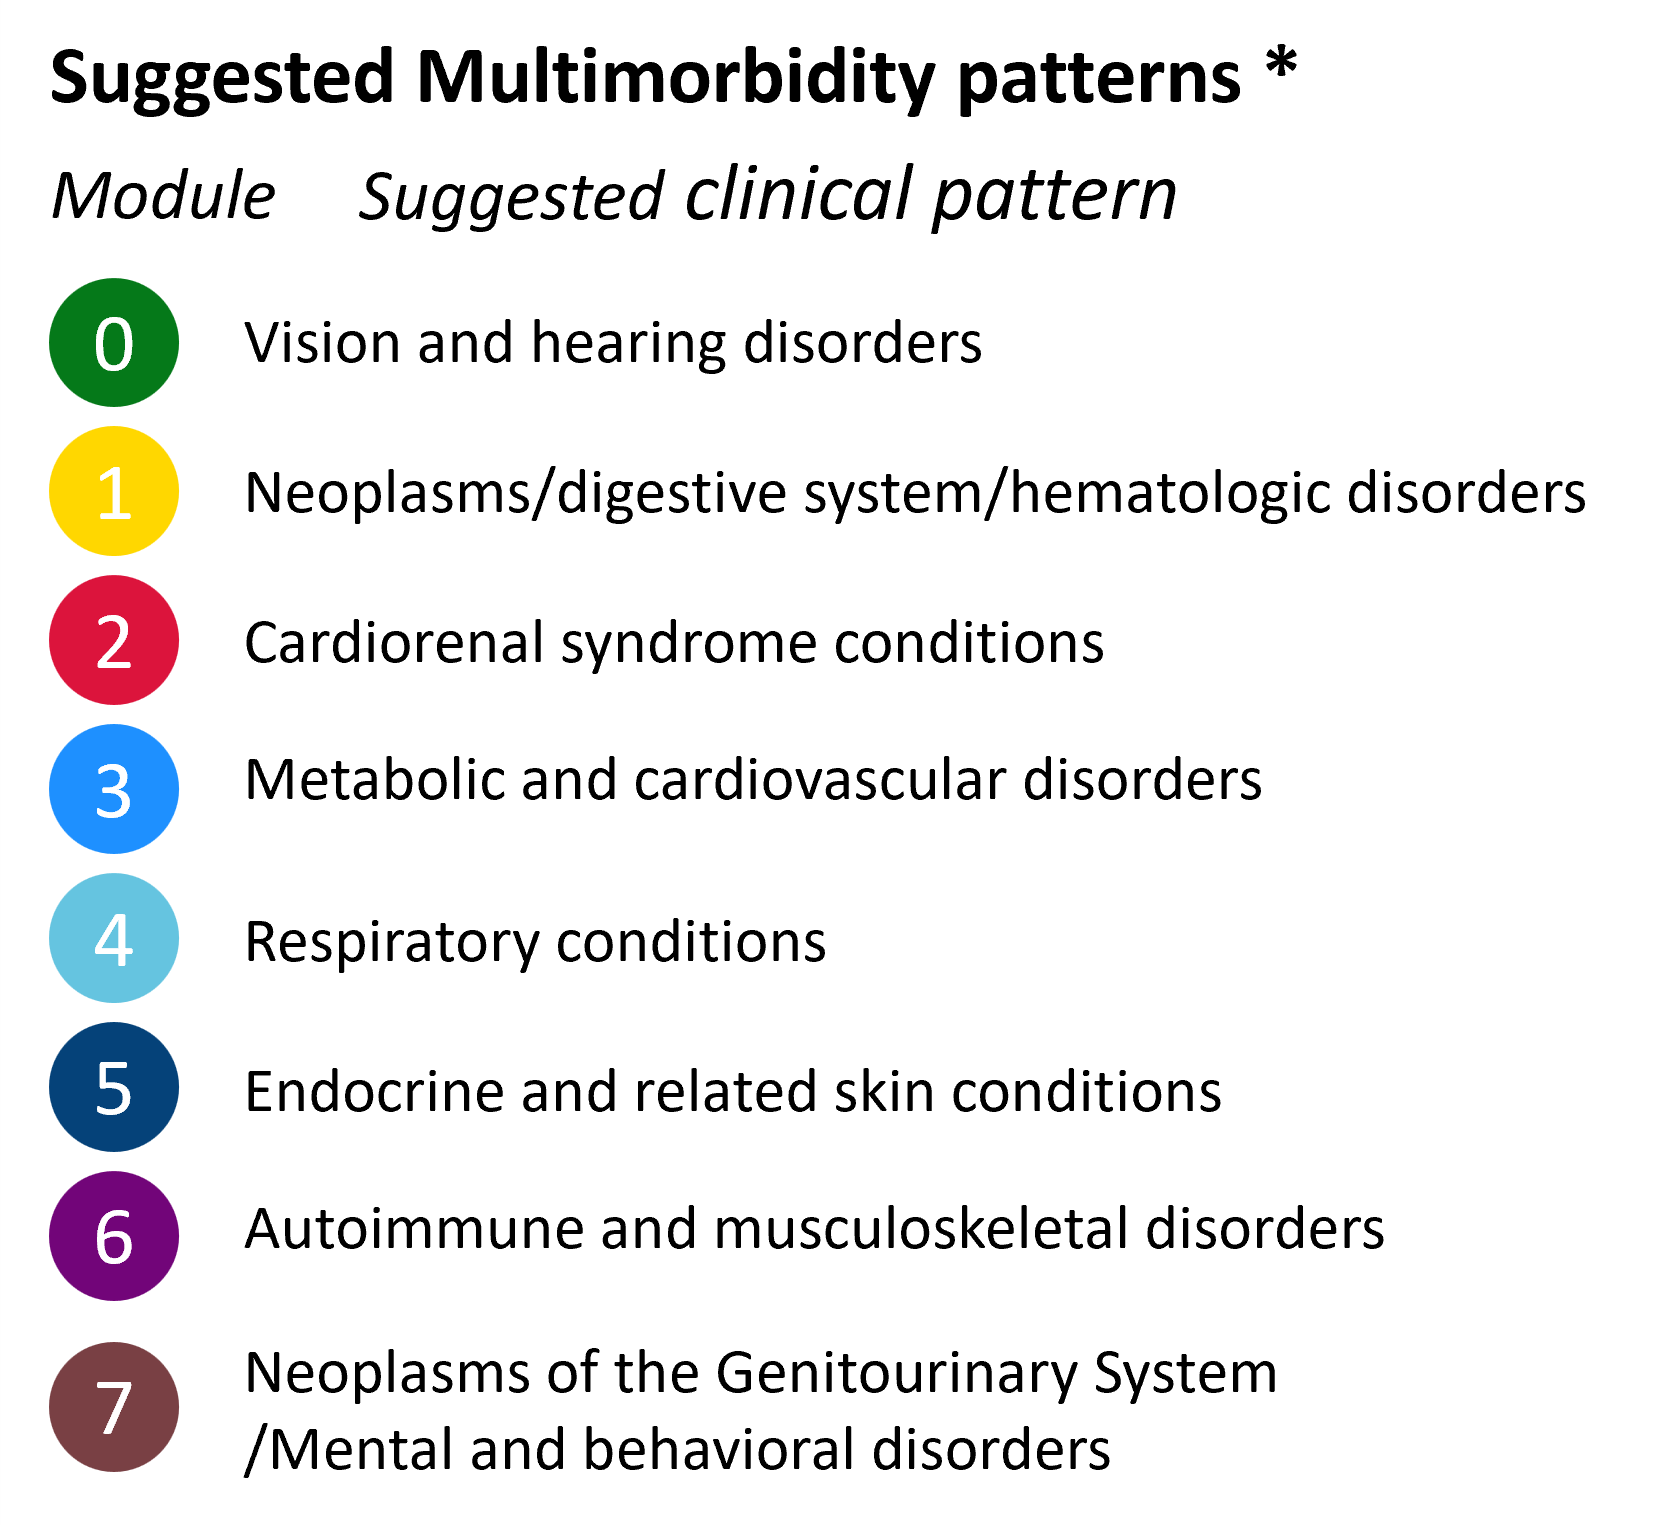 Suggested Multimorbidity patterns *
Module Suggested clinical pattern
0 Vision and hearing disorders
1 Neoplasms/digestive system/hematologic disorders
2 Cardiorenal syndrome conditions
3 Metabolic and cardiovascular disorders
4 Respiratory conditions
5 Endocrine and related skin conditions
6 Autoimmune and musculoskeletal disorders
7 Neoplasms of the Genitourinary System
/Mental and behavioral disorders